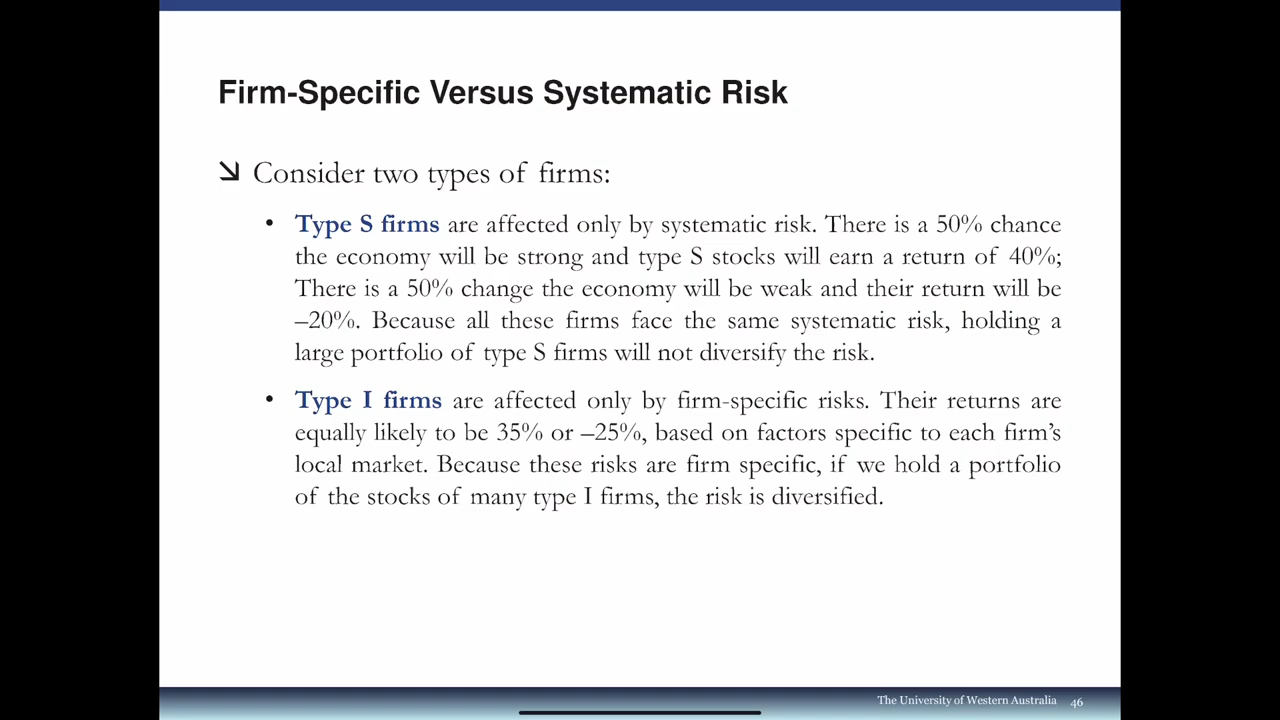 Firm-Specific Versus Systematic Risk
Consider two types of firms:
• Type S firms are affected only by systematic risk. There is a 50% chance
the economy will be strong and type S stocks will earn a return of 40%;
There is a 50% change the economy will be weak and their return will be
–20%. Because all these firms face the same systematic risk, holding a
large portfolio of type S firms will not diversify the risk.
• Type I firms are affected only by firm-specific risks. Their returns are
equally likely to be 35% or –25%, based on factors specific to each firm's
local market. Because these risks are firm specific, if we hold a portfolio
of the stocks of many type I firms, the risk is diversified.
The University of Western Australia 46